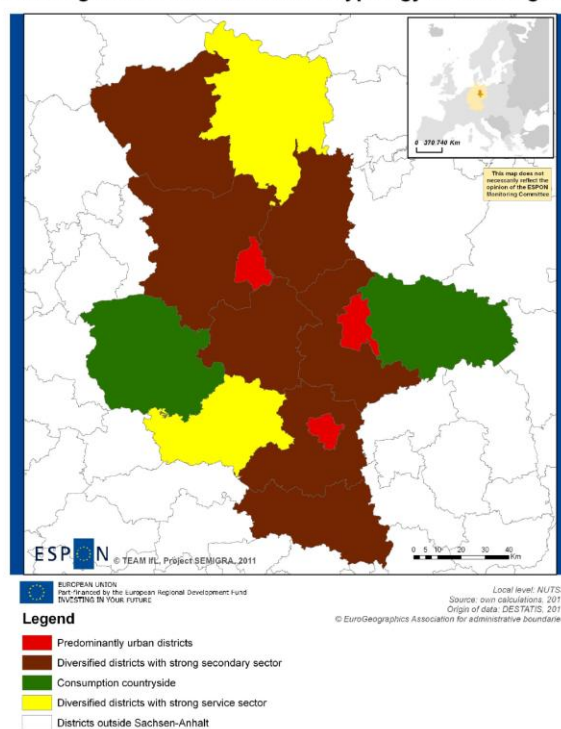 0 370 740 Km
This map does not
necessarily reflect the
opinion of the ESPON
Monitoring Committee
ESPON
© TEAM IfL, Project SEMIGRA, 2011
0 5 10 20 30 40
Km
EUROPEAN UNION
Part-financed by the European Regional Development Fund
INVESTING IN YOUR FUTURE
Local level: NUTS
Source: own calculations, 201
Origin of data: DESTATIS, 201
© EuroGeographics Association for administrative boundarie
Legend
Predominantly urban districts
Diversified districts with strong secondary sector
Consumption countryside
Diversified districts with strong service sector
Districts outside Sachsen-Anhalt